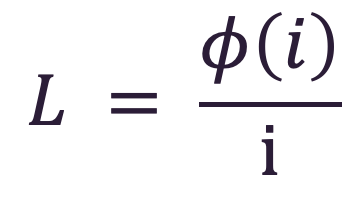 L = ϕ(i) / i